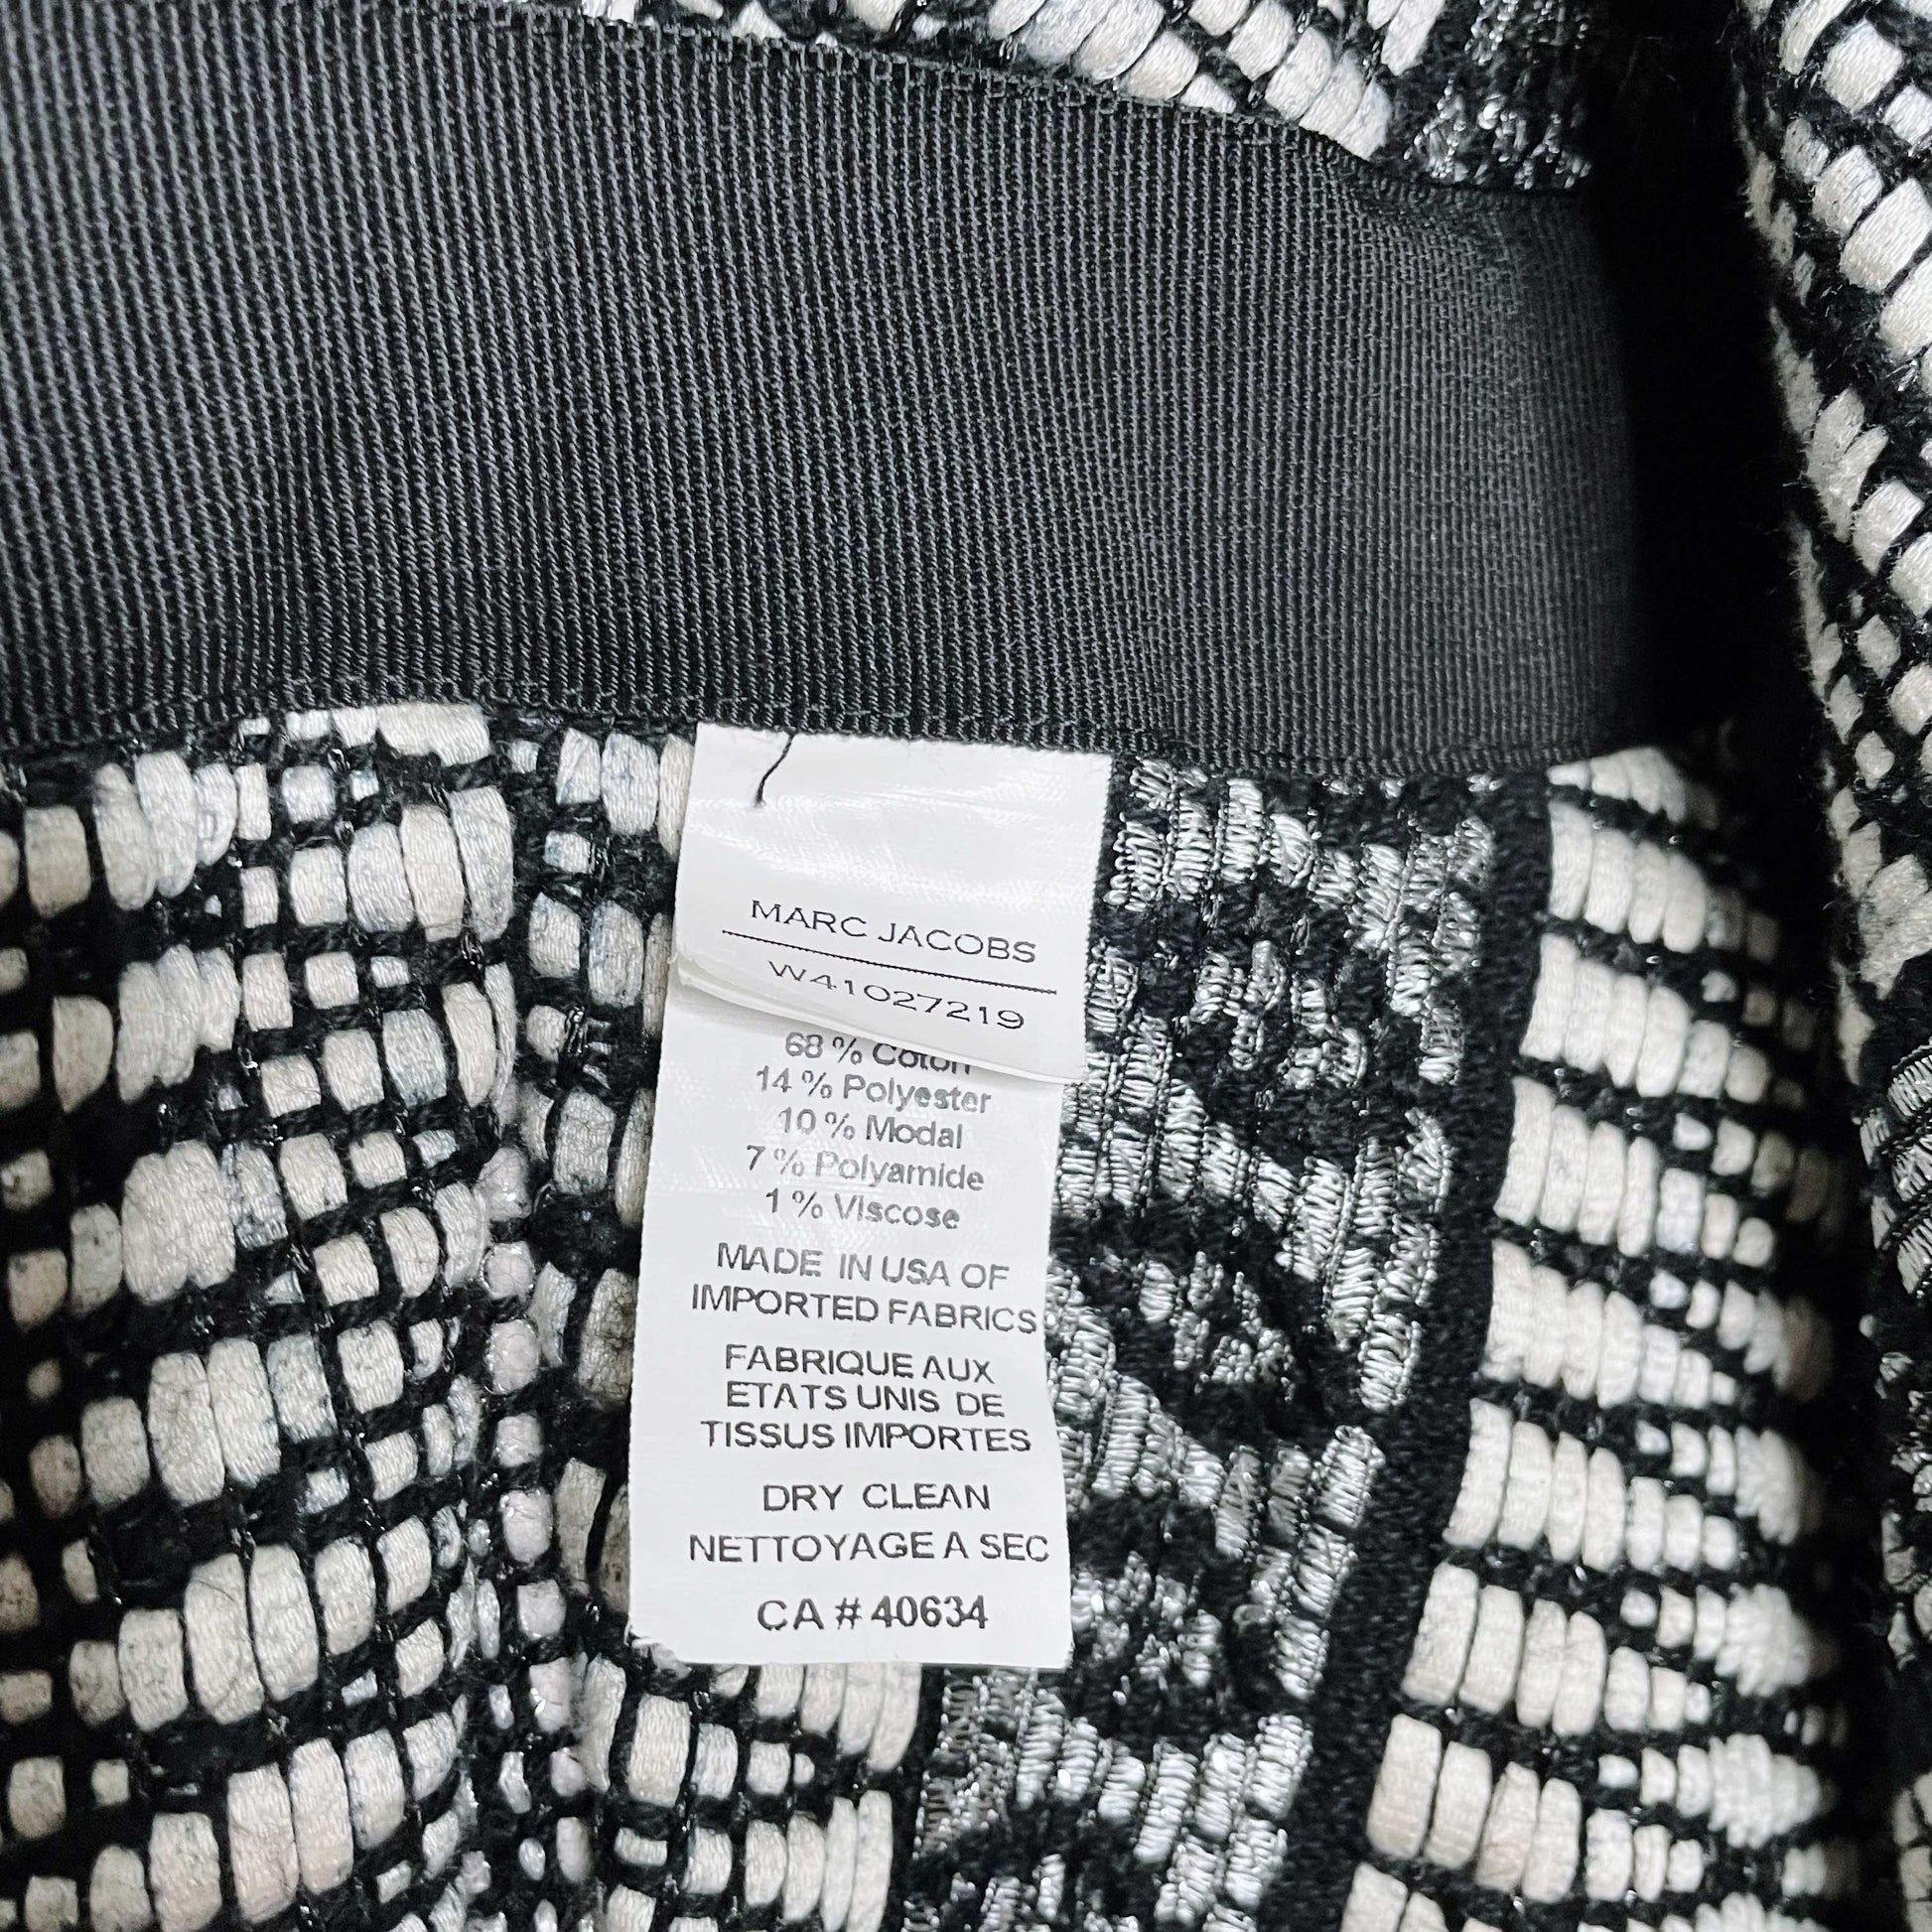 MARC JACOBS
W41027219
68 % Coton
14 % Polyester
10 % Modal
7 % Polyamide
1 % Viscose
MADE IN USA OF
IMPORTED FABRICS
FABRIQUE AUX
ETATS UNIS DE
TISSUS IMPORTES
DRY CLEAN
NETTOYAGE A SEC
CA # 40634